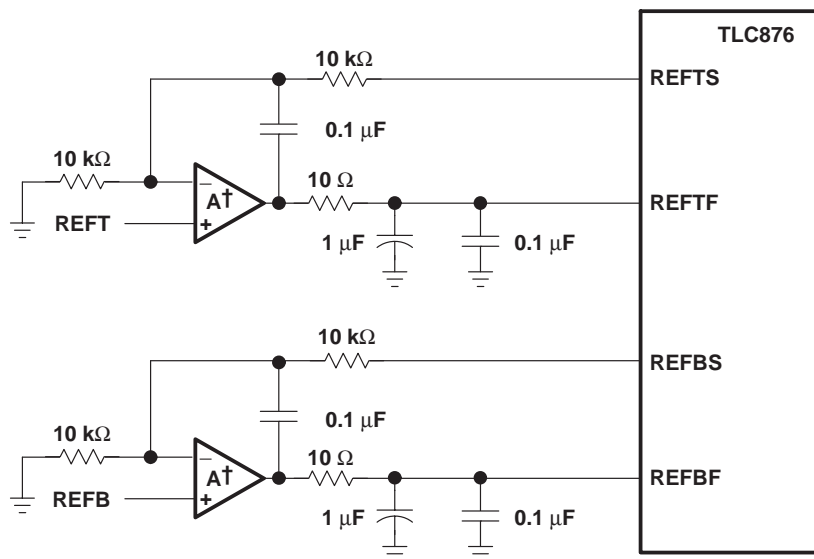 TLC876
10 kΩ
REFTS
0.1 μF
10 kΩ
10 Ω
− A†
+
REFTF
REFT
1 μF
0.1 μF
10 kΩ
REFBS
0.1 μF
10 kΩ
10 Ω
− A†
+
REFBF
REFB
1 μF
0.1 μF